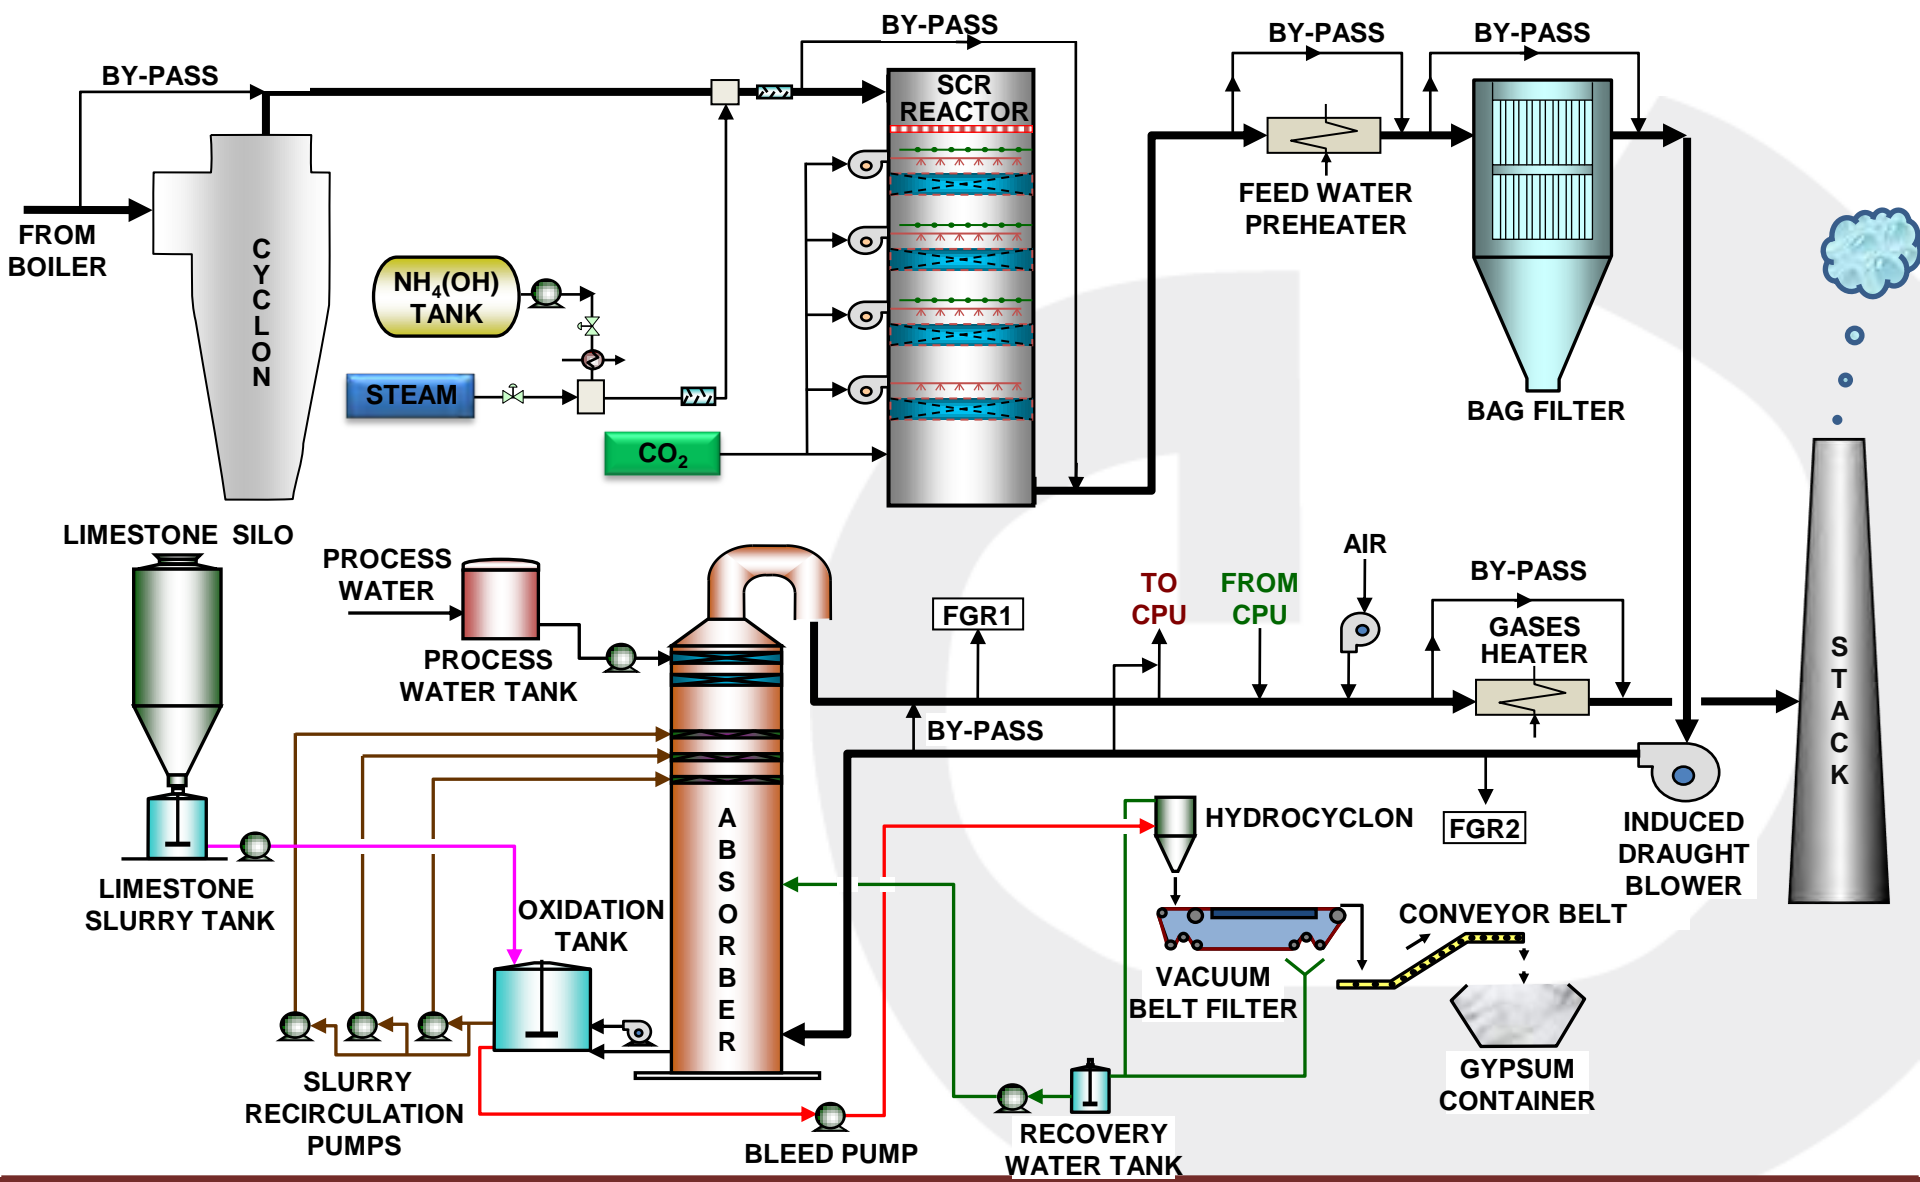 BY-PASS
BY-PASS
BY-PASS
BY-PASS
SCR
REACTOR
FROM
BOILER
CYCLON
NH₄(OH)
TANK
STEAM
CO₂
FEED WATER
PREHEATER
BAG FILTER
LIMESTONE SILO
PROCESS
WATER
PROCESS
WATER TANK
FGR1
TO
CPU
FROM
CPU
AIR
BY-PASS
GASES
HEATER
STACK
BY-PASS
HYDROCYCLON
FGR2
INDUCED
DRAUGHT
BLOWER
LIMESTONE
SLURRY TANK
OXIDATION
TANK
ABSORBER
CONVEYOR BELT
VACUUM
BELT FILTER
GYPSUM
CONTAINER
SLURRY
RECIRCULATION
PUMPS
BLEED PUMP
RECOVERY
WATER TANK